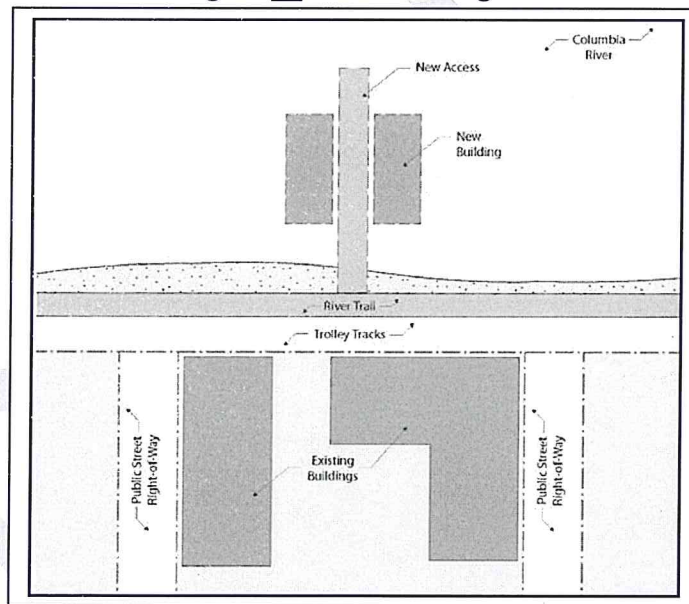 Columbia
River
New Access
New
Building
River Trail
Trolley Tracks
Public Street
Right-of-Way
Existing
Buildings
Public Street
Right-of-Way